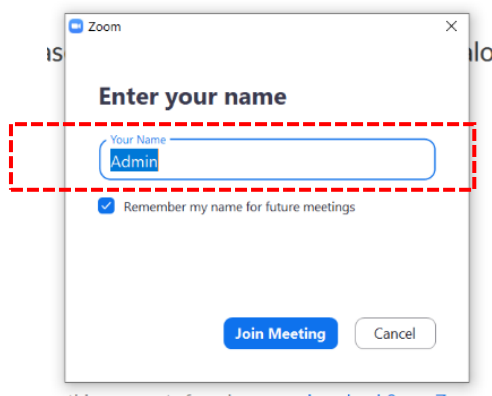 Zoom
Enter your name
Your Name
Admin
Remember my name for future meetings
Join Meeting
Cancel